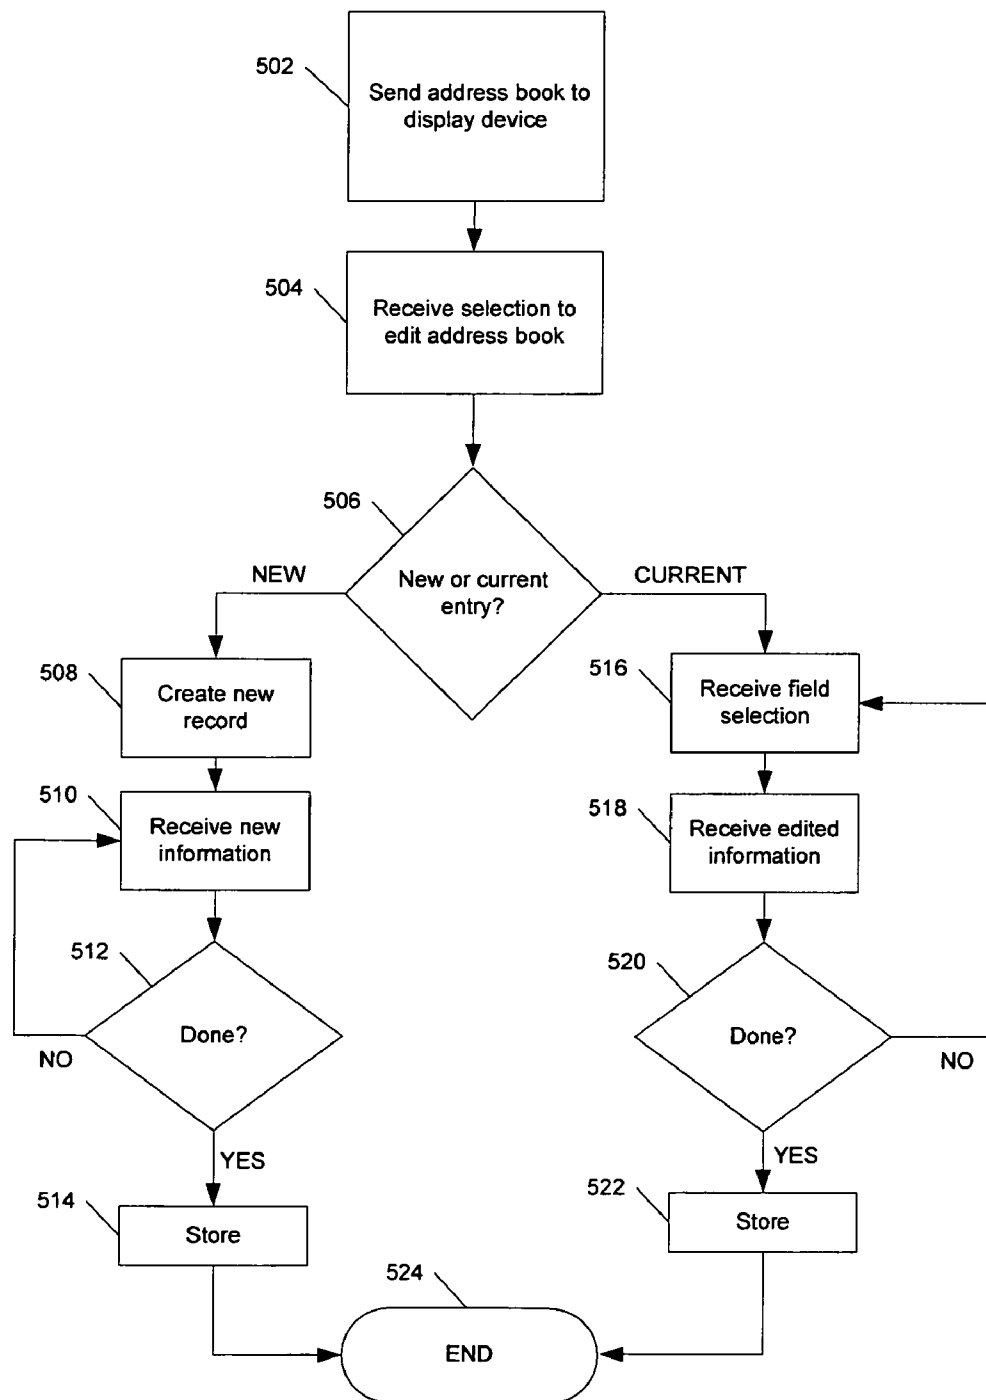 502
Send address book to
display device
504
Receive selection to
edit address book
506
New or current
entry?
NEW
CURRENT
508
Create new
record
516
Receive field
selection
510
Receive new
information
518
Receive edited
information
512
Done?
NO
520
Done?
NO
YES
YES
514
Store
522
Store
524
END